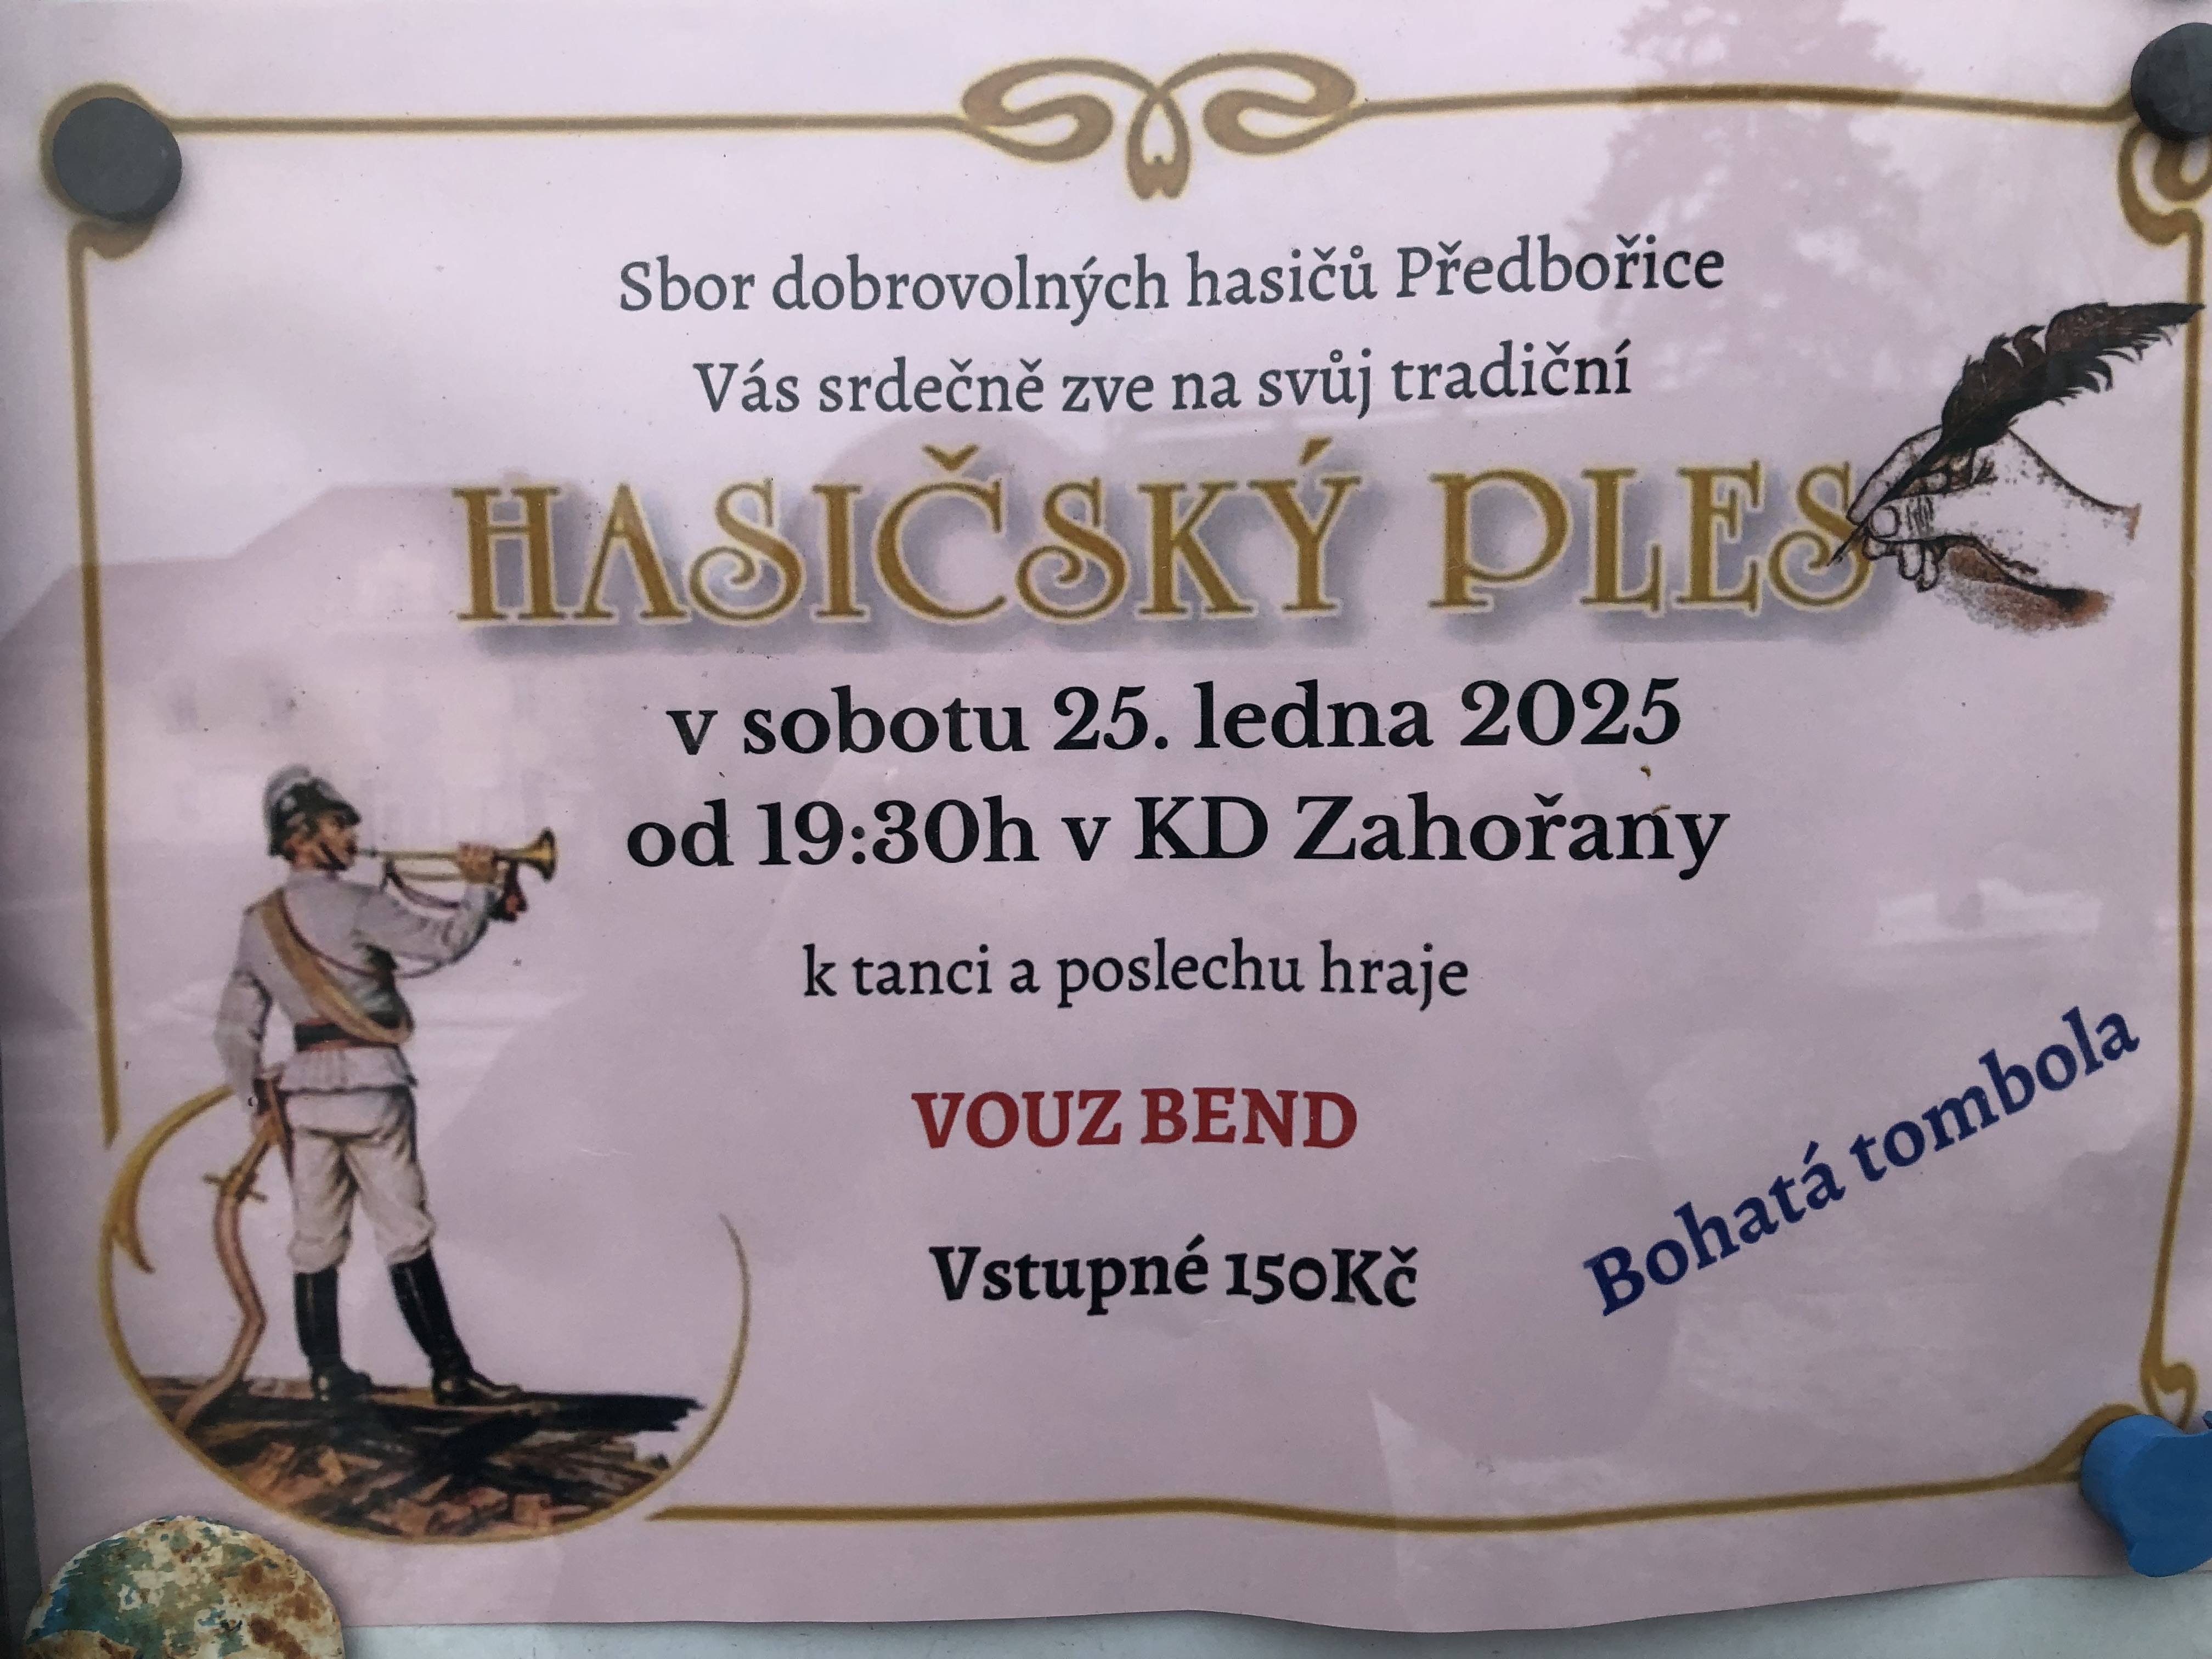 Sbor dobrovolných hasičů Předbořice
Vás srdečně zve na svůj tradiční
HASIČSKÝ PLES
v sobotu 25. ledna 2025
od 19:30h v KD Zahořany
k tanci a poslechu hraje
VOUZ BEND
Vstupné 150Kč
Bohatá tombola